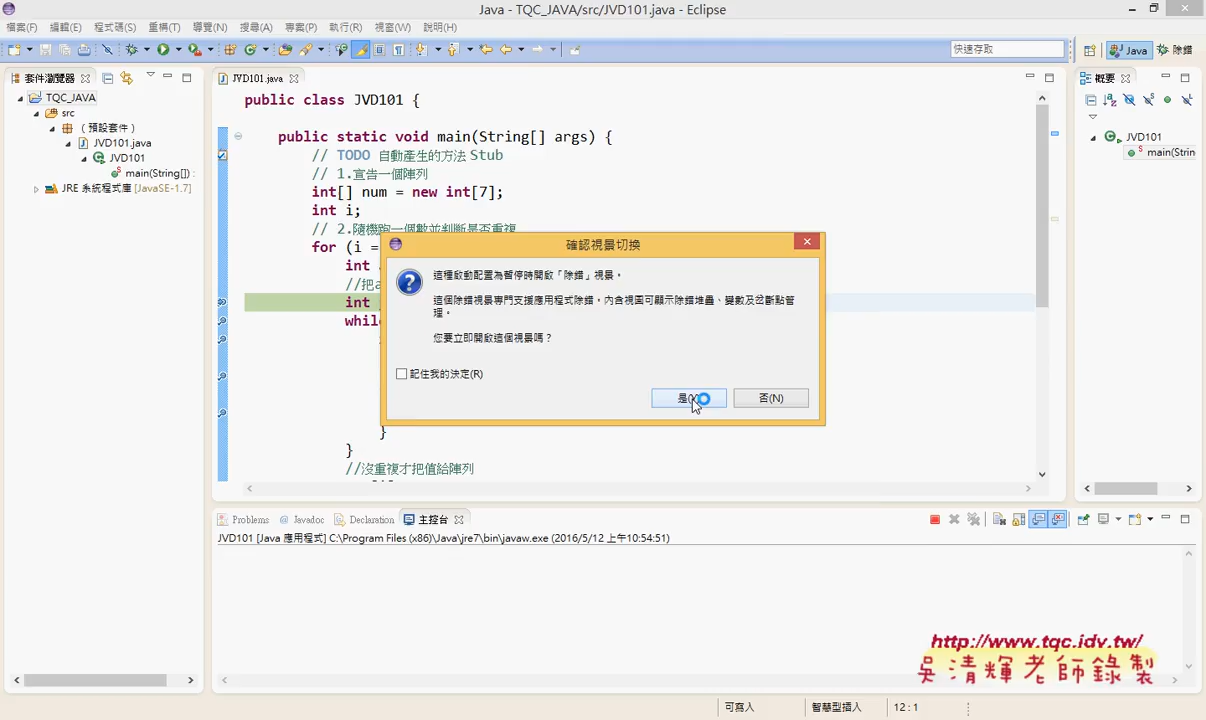 Java - TQC_JAVA/src/JVD101.java - Eclipse
檔案(F) 編輯(E) 程式碼(S) 重構(T) 導覽(N) 搜尋(A) 專案(P) 執行(R) 視窗(W) 說明(H)
快速存取
Java
除錯
套件瀏覽器
JVD101.java
概要
TQC_JAVA
src
(預設套件)
JVD101.java
JVD101
main(String[]) :
JRE 系統程式庫 [JavaSE-1.7]
public class JVD101 {
public static void main(String[] args) {
// TODO 自動產生的方法 Stub
// 1.宣告一個陣列
int[] num = new int[7];
int i;
// 2.隨機跑一個數並判斷是否重複
for (i =
int
//把a
int
while
}
}
//沒重複才把值給陣列
JVD101
main(Strin
確認視景切換
這種啟動配置為暫停時開啟「除錯」視景。
這個除錯視景專門支援應用程式除錯。內含視圖可顯示除錯堆疊、變數及岔斷點管
理。
您要立即開啟這個視景嗎？
記住我的決定(R)
是(Y)
否(N)
Problems
@ Javadoc
Declaration
主控台
JVD101 [Java 應用程式] C:\Program Files (x86)\Java\jre7\bin\javaw.exe (2016/5/12 上午10:54:51)
http://www.tqc.idv.tw/
吳清輝老師錄製
可寫入
智慧型插入
12 : 1